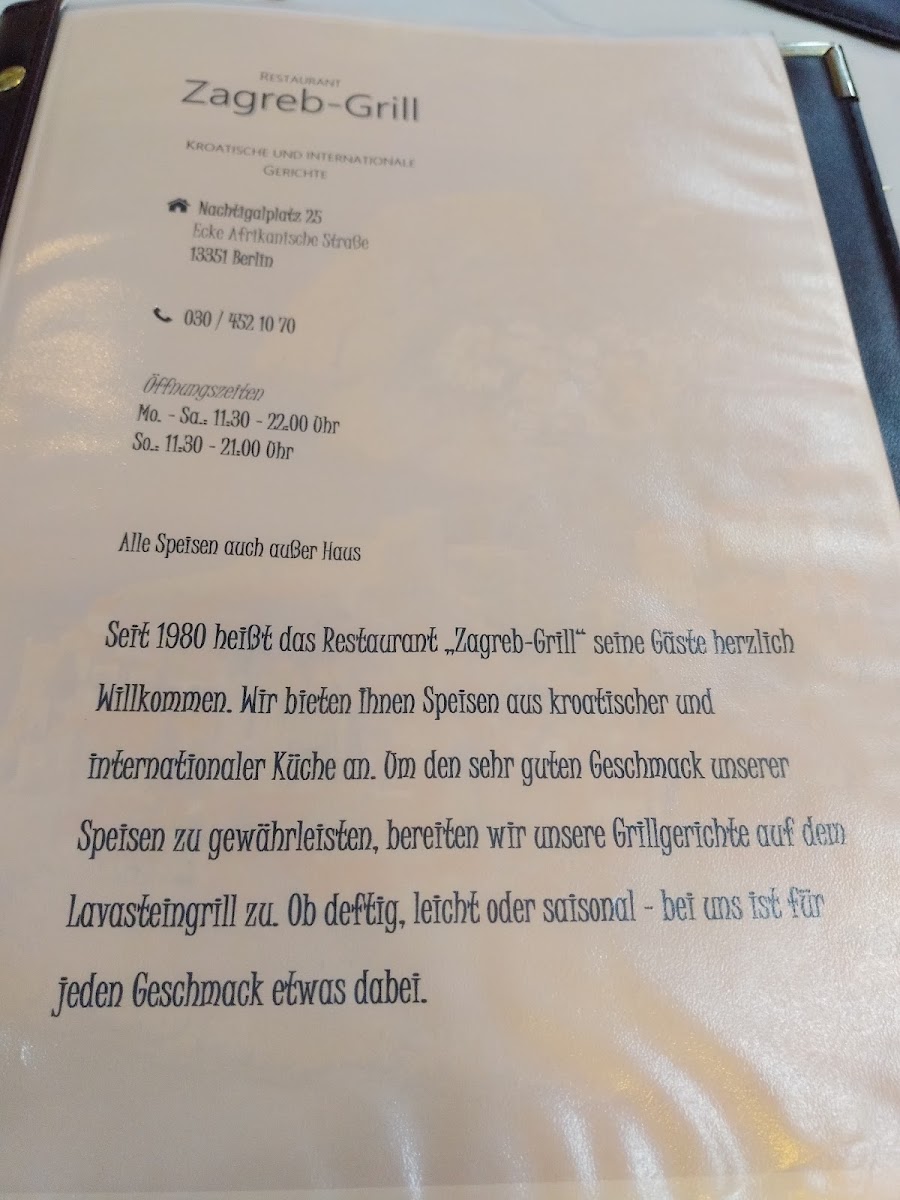 RESTAURANT
Zagreb-Grill
KROATISCHE UND INTERNATIONALE
GERICHTE
Nachtigalplatz 25
Ecke Afrikanische Straße
13351 Berlin
030 / 452 10 70
Öffnungszeiten
Mo. - Sa.: 11.30 - 22.00 Uhr
So.: 11.30 - 21.00 Uhr
Alle Speisen auch außer Haus
Seit 1980 heißt das Restaurant „Zagreb-Grill“ seine Gäste herzlich
Willkommen. Wir bieten Ihnen Speisen aus kroatischer und
internationaler Küche an. Um den sehr guten Geschmack unserer
Speisen zu gewährleisten, bereiten wir unsere Grillgerichte auf dem
Lavasteingrill zu. Ob deftig, leicht oder saisonal - bei uns ist für
jeden Geschmack etwas dabei.